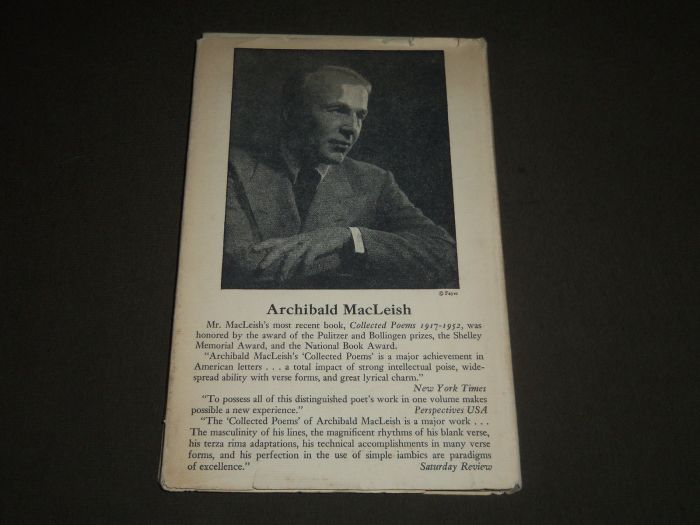 © Fayer
Archibald MacLeish
Mr. MacLeish's most recent book, Collected Poems 1917-1952, was
honored by the award of the Pulitzer and Bollingen prizes, the Shelley
Memorial Award, and the National Book Award.
"Archibald MacLeish's 'Collected Poems' is a major achievement in
American letters . . . a total impact of strong intellectual poise, wide-
spread ability with verse forms, and great lyrical charm."
New York Times
"To possess all of this distinguished poet's work in one volume makes
possible a new experience." Perspectives USA
"The 'Collected Poems' of Archibald MacLeish is a major work . . .
The masculinity of his lines, the magnificent rhythms of his blank verse,
his terza rima adaptations, his technical accomplishments in many verse
forms, and his perfection in the use of simple iambics are paradigms
of excellence." Saturday Review